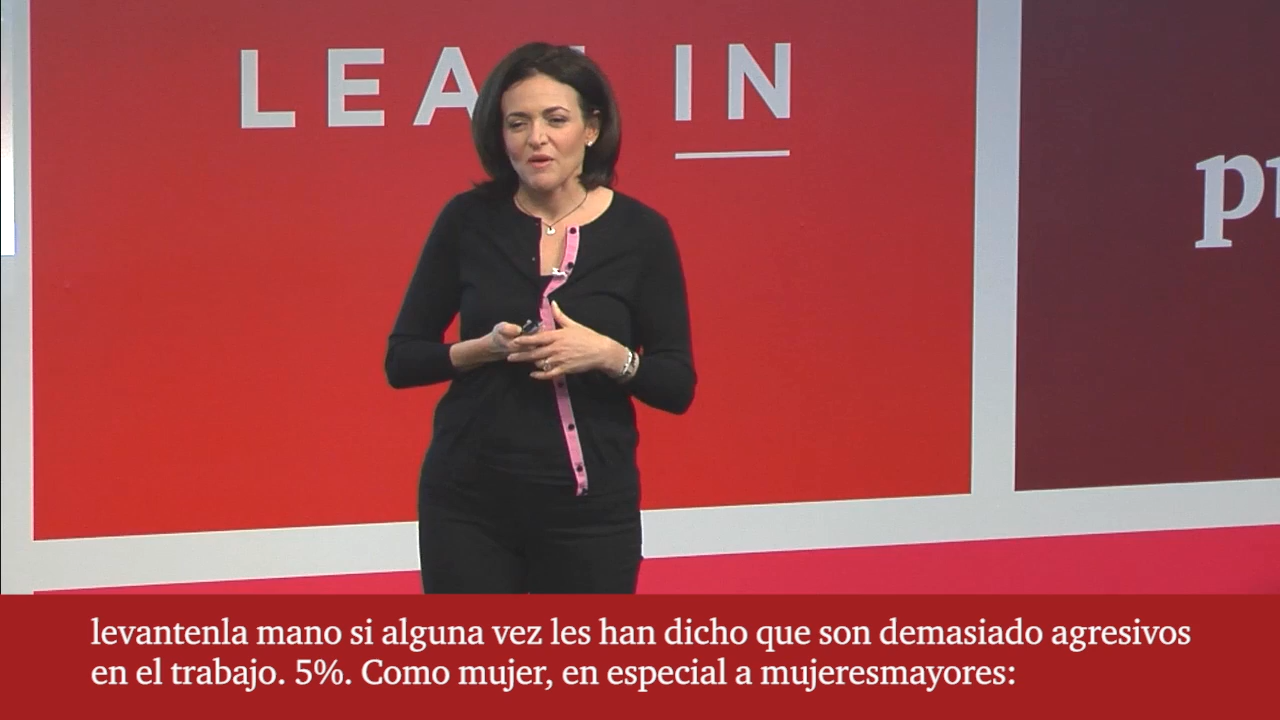 LEA IN
levantenla mano si alguna vez les han dicho que son demasiado agresivos
en el trabajo. 5%. Como mujer, en especial a mujeresmayores: